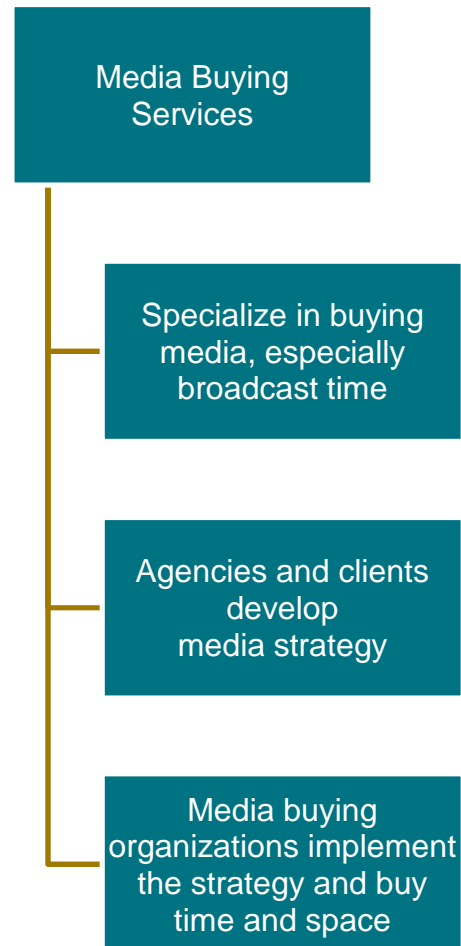 Media Buying
Services
Specialize in buying
media, especially
broadcast time
Agencies and clients
develop
media strategy
Media buying
organizations implement
the strategy and buy
time and space